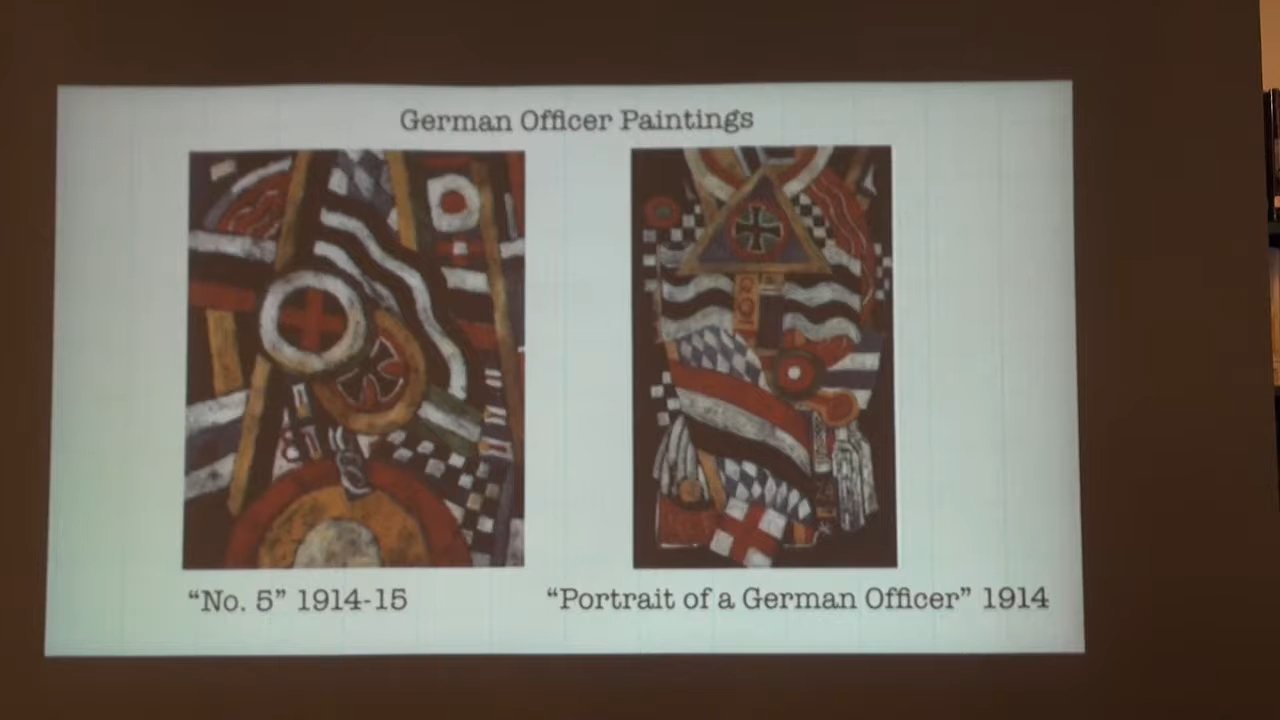 German Officer Paintings
“No. 5” 1914-15
“Portrait of a German Officer” 1914